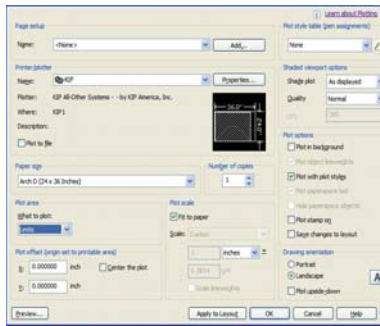 Learn about Plotting
Page setup
Name: <None> Add...
Plot style table (pen assignments)
None
Printer/plotter
Name: KIP Properties...
Plotter: KIP All-Other Systems - - by KIP America, Inc.
Where: KIP1
Description:
Plot to file
36.0"
24.0"
Shaded viewport options
Shade plot As displayed
Quality Normal
Paper size
Arch D (24 x 36 Inches)
Number of copies
1
Plot options
Plot in background
Plot object lineweights
Plot with plot styles
Plot paperspace last
Hide paperspace objects
Plot stamp on
Save changes to layout
Plot area
What to plot:
Limits
Plot scale
Fit to paper
Scale: Custom
1 inches =
Scale lineweights
Plot offset (origin set to printable area)
X: 0.000000 inch Center the plot
Y: 0.000000 inch
Drawing orientation
Portrait
Landscape
Plot upside-down
A
Preview... Apply to Layout OK Cancel Help